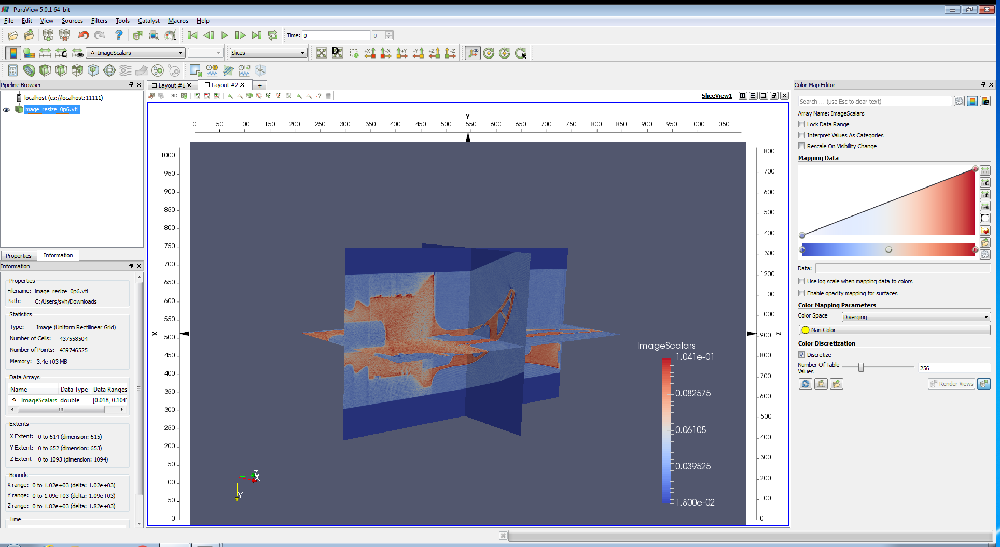 ParaView 5.0.1 64-bit
File Edit View Sources Filters Tools Catalyst Macros Help
Time: 0 0
ImageScalars Slices +X -X +Y -Y +Z -Z
Pipeline Browser
localhost (cs://localhost:11111)
image_resize_0p6.vti
Properties Information
Information
Properties
Filename: image_resize_0p6.vti
Path: C:/Users/svh/Downloads
Statistics
Type: Image (Uniform Rectilinear Grid)
Number of Cells: 437558504
Number of Points: 439746525
Memory: 3.4e+03 MB
Data Arrays
Name Data Type Data Ranges
ImageScalars double [0.018, 0.104
Extents
X Extent: 0 to 614 (dimension: 615)
Y Extent: 0 to 652 (dimension: 653)
Z Extent 0 to 1093 (dimension: 1094)
Bounds
X range: 0 to 1.02e+03 (delta: 1.02e+03)
Y range: 0 to 1.09e+03 (delta: 1.09e+03)
Z range: 0 to 1.82e+03 (delta: 1.82e+03)
Time
Layout #1 Layout #2 +
3D SliceView1
Y
0 50 100 150 200 250 300 350 400 450 500 550 600 650 700 750 800 850 900 950 1000 1050
1000
950
900
850
800
750
700
650
600
550
X
500
450
400
350
300
250
200
150
100
50
0
1800
1700
1600
1500
1400
1300
1200
1100
1000
900 Z
800
700
600
500
400
300
200
100
0
ImageScalars
1.041e-01
0.082575
0.06105
0.039525
1.800e-02
Z
X
Y
Color Map Editor
Search ... (use Esc to clear text)
Array Name: ImageScalars
Lock Data Range
Interpret Values As Categories
Rescale On Visibility Change
Mapping Data
Data:
Use log scale when mapping data to colors
Enable opacity mapping for surfaces
Color Mapping Parameters
Color Space Diverging
Nan Color
Color Discretization
Discretize
Number Of Table
Values 256
Render Views